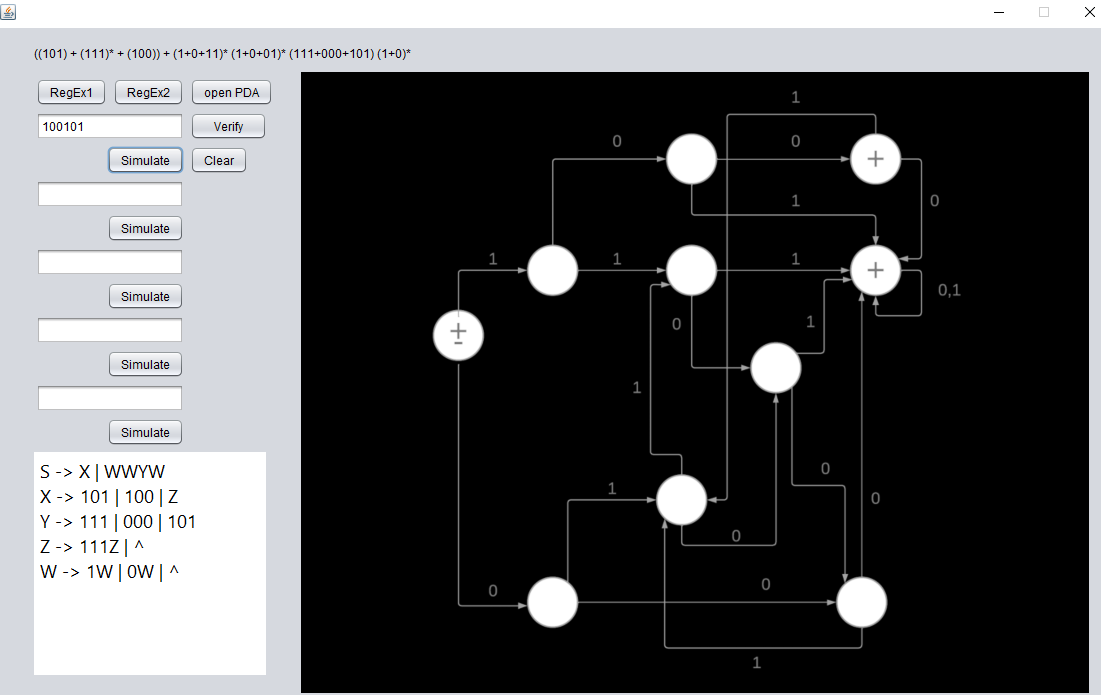 ((101) + (111)* + (100)) + (1+0+11)* (1+0+01)* (111+000+101) (1+0)*
RegEx1 RegEx2 open PDA
100101 Verify
Simulate Clear
Simulate
Simulate
Simulate
Simulate
S -> X | WWYW
X -> 101 | 100 | Z
Y -> 111 | 000 | 101
Z -> 111Z | ^
W -> 1W | 0W | ^
1
0 0
+
1 0
1 1 1
+
0,1
±
0 1
1
0
1 0
0
0 0
1